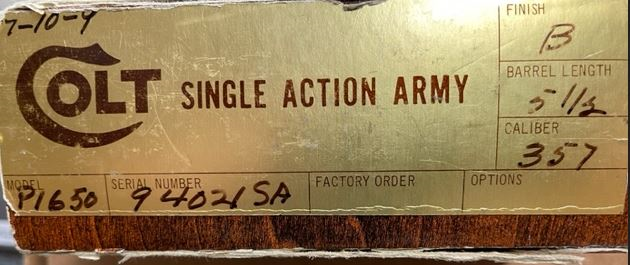 7-10-9
COLT SINGLE ACTION ARMY
FINISH
B
BARREL LENGTH
5 1/2
CALIBER
357
MODEL
P1650
SERIAL NUMBER
94021SA
FACTORY ORDER
OPTIONS